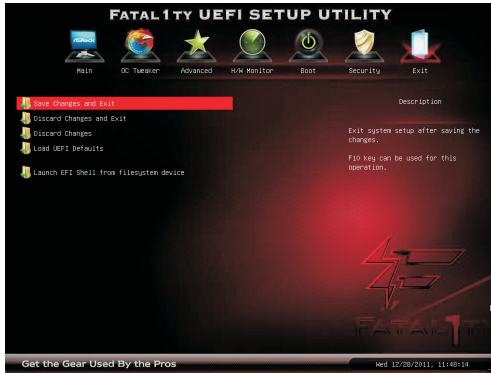 FATAL1TY UEFI SETUP UTILITY
ASRock
Main OC Tweaker Advanced H/W Monitor Boot Security Exit
Save Changes and Exit
Discard Changes and Exit
Discard Changes
Load UEFI Defaults
Launch EFI Shell from filesystem device
Description
Exit system setup after saving the
changes.
F10 key can be used for this
operation.
FATAL1TY
Get the Gear Used By the Pros
Wed 12/28/2011, 11:48:14